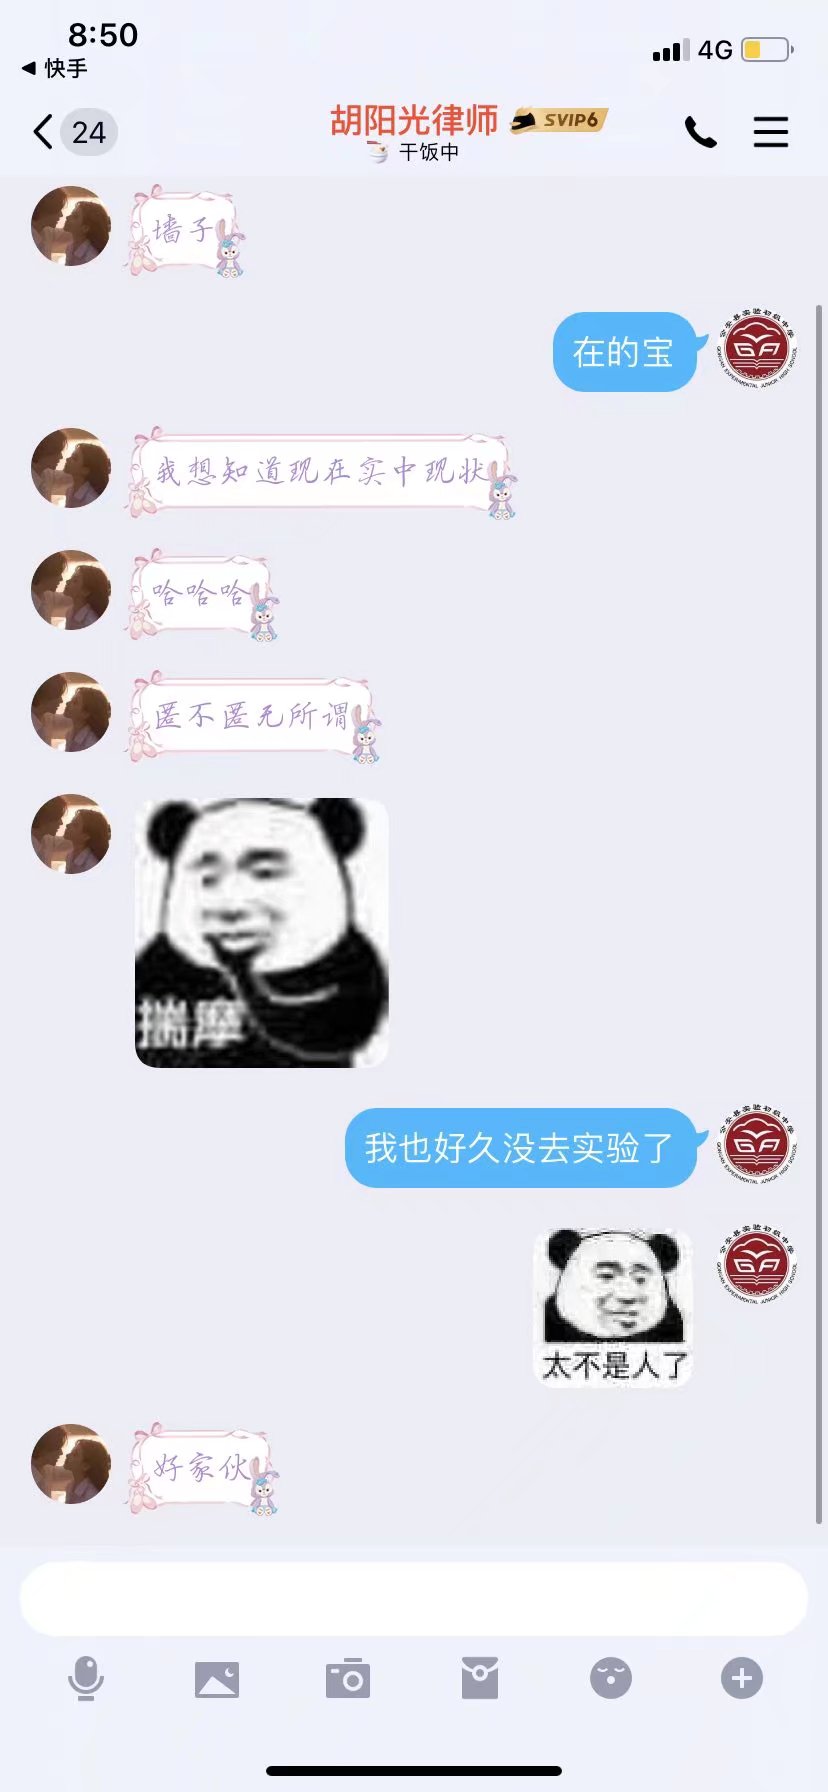 8:50
快手
4G
24
胡阳光律师
SVIP6
干饭中
墙子
在的宝
我想知道现在实中现状
哈哈哈
匿不匿无所谓
揣摩
我也好久没去实验了
太不是人了
好家伙